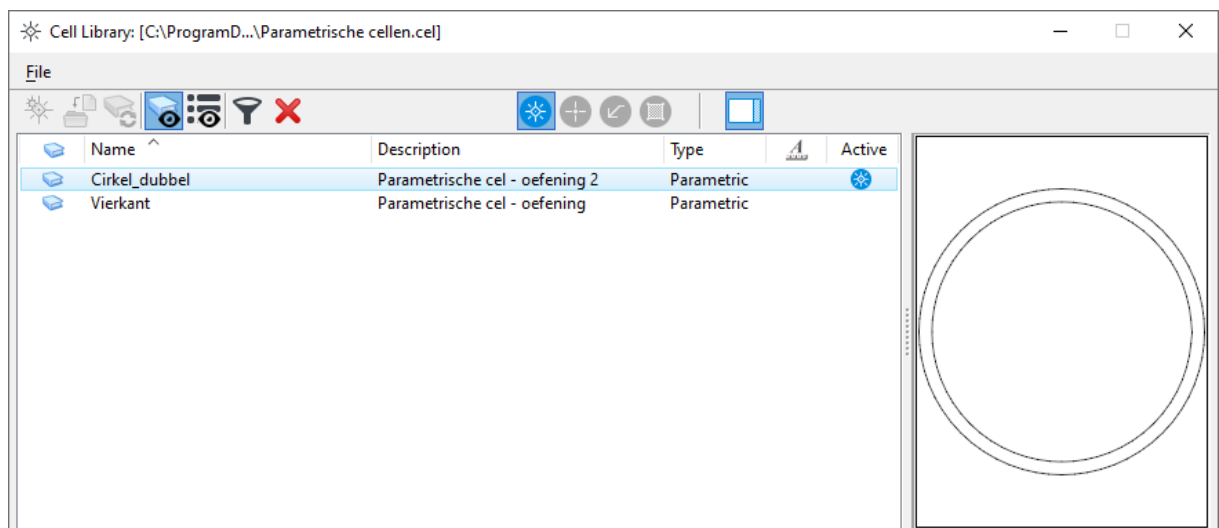 Cell Library: [C:\ProgramD...\Parametrische cellen.cel]
File
Name Description Type Active
Cirkel_dubbel Parametrische cel - oefening 2 Parametric
Vierkant Parametrische cel - oefening Parametric